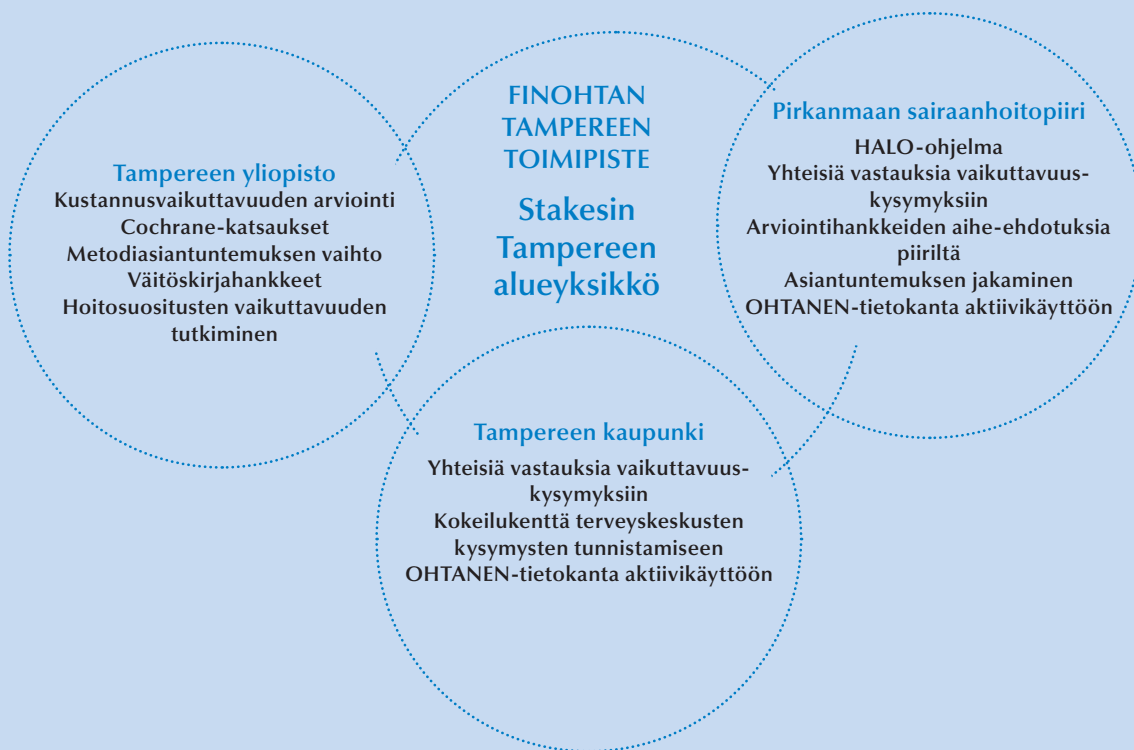 FINOHTAN
TAMPEREEN
TOIMIPISTE
Stakesin
Tampereen
alueyksikkö
Tampereen yliopisto
Kustannusvaikuttavuuden arviointi
Cochrane-katsaukset
Metodiasiantuntemuksen vaihto
Väitöskirjahankkeet
Hoitosuositusten vaikuttavuuden
tutkiminen
Pirkanmaan sairaanhoitopiiri
HALO-ohjelma
Yhteisiä vastauksia vaikuttavuus-
kysymyksiin
Arviointihankkeiden aihe-ehdotuksia
piiriltä
Asiantuntemuksen jakaminen
OHTANEN-tietokanta aktiivikäyttöön
Tampereen kaupunki
Yhteisiä vastauksia vaikuttavuus-
kysymyksiin
Kokeilukenttä terveyskeskusten
kysymysten tunnistamiseen
OHTANEN-tietokanta aktiivikäyttöön